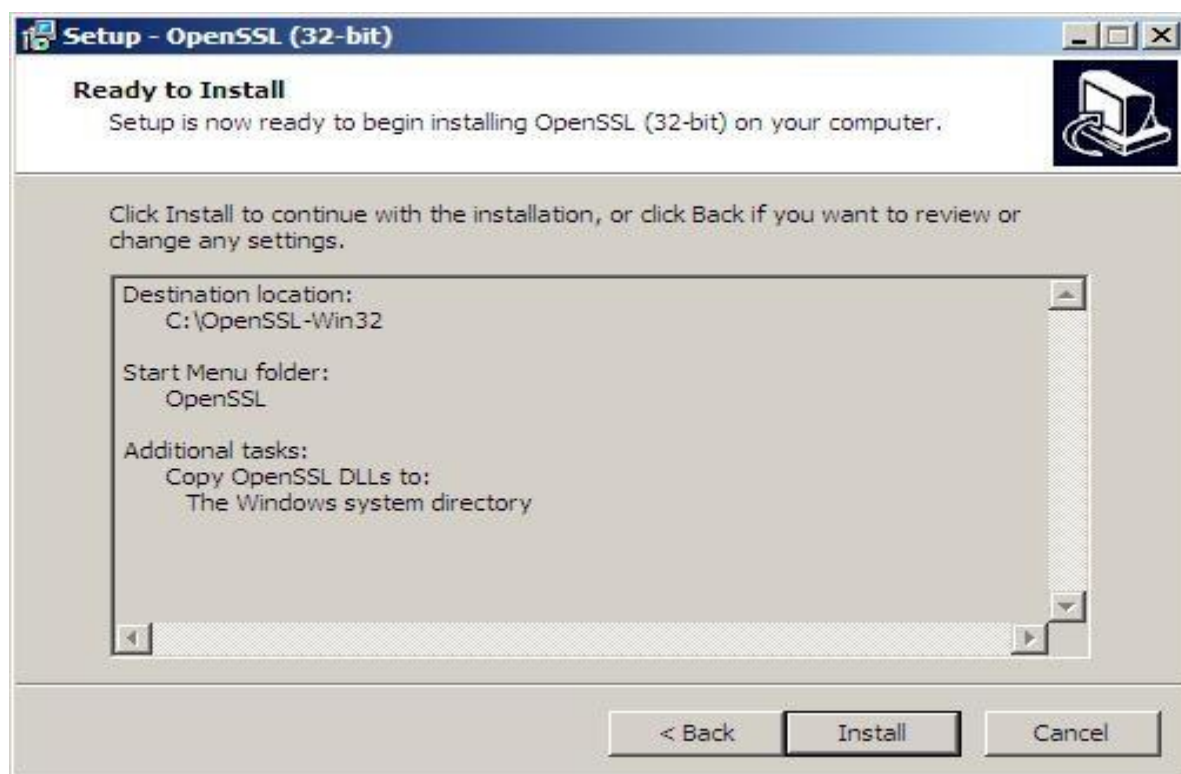 Setup - OpenSSL (32-bit)
Ready to Install
Setup is now ready to begin installing OpenSSL (32-bit) on your computer.
Click Install to continue with the installation, or click Back if you want to review or
change any settings.
Destination location:
C:\OpenSSL-Win32
Start Menu folder:
OpenSSL
Additional tasks:
Copy OpenSSL DLLs to:
The Windows system directory
< Back
Install
Cancel